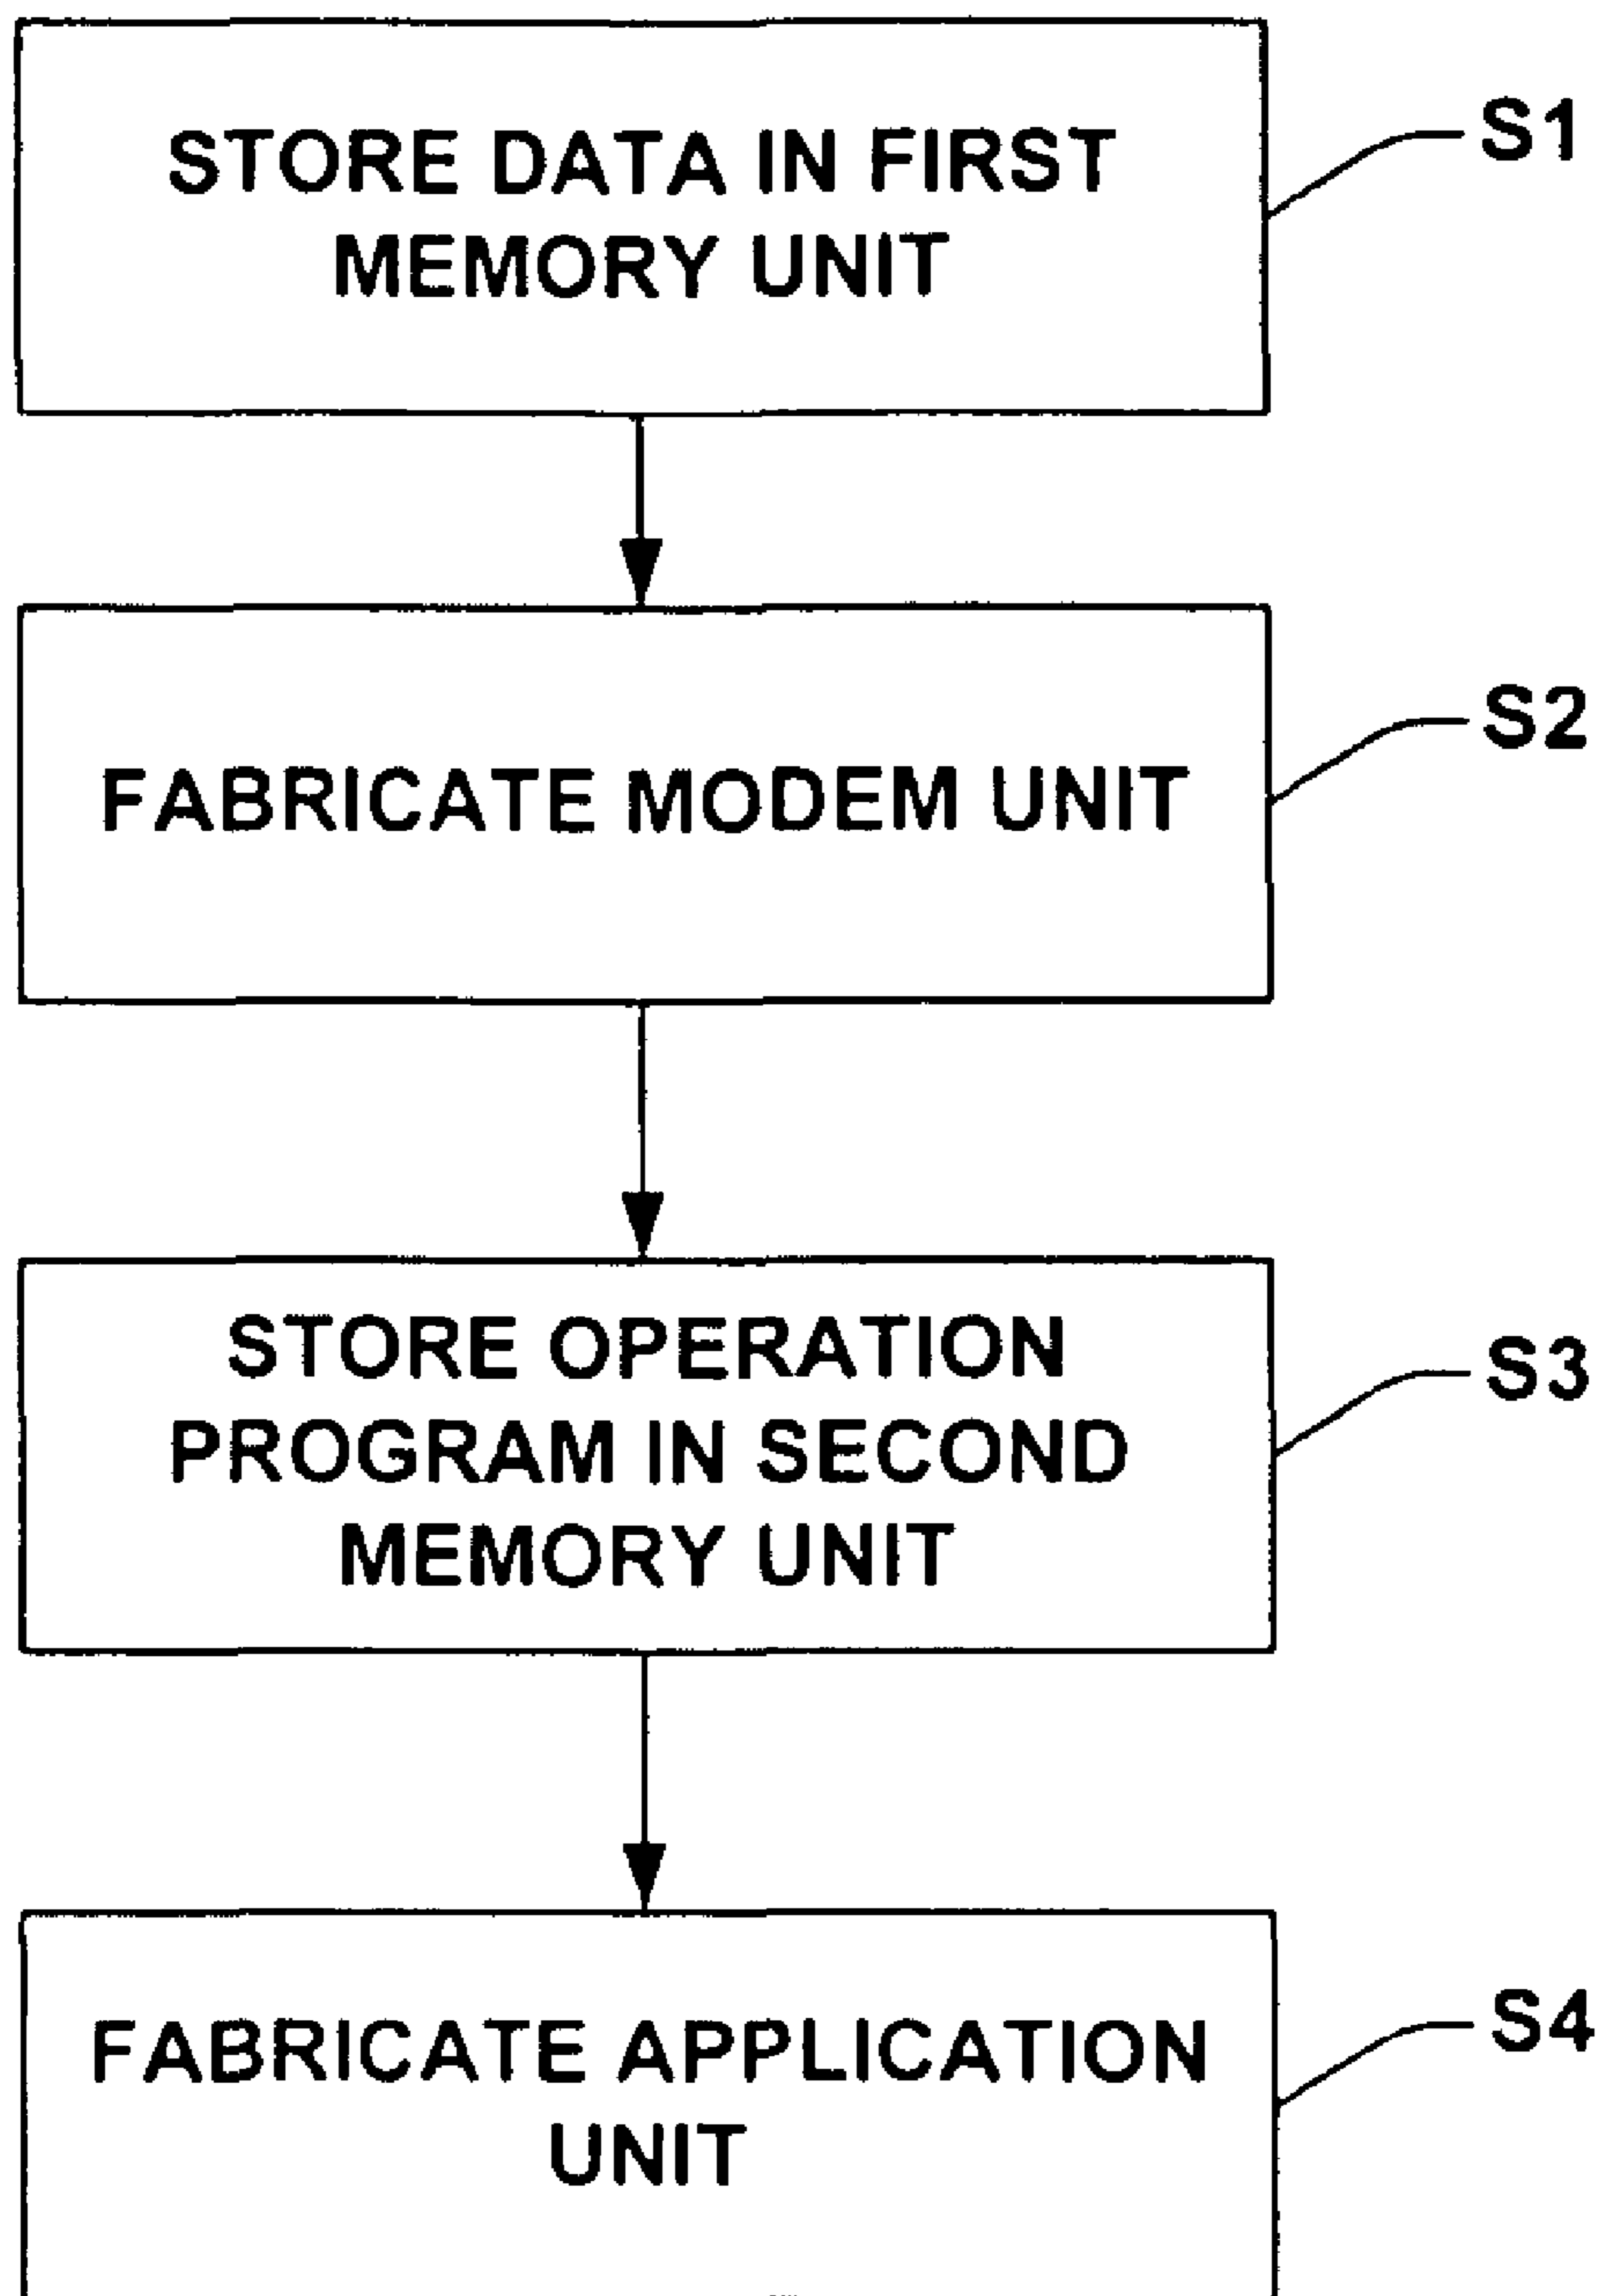 STORE DATA IN FIRST
MEMORY UNIT
S1
FABRICATE MODEM UNIT
S2
STORE OPERATION
PROGRAM IN SECOND
MEMORY UNIT
S3
FABRICATE APPLICATION
UNIT
S4